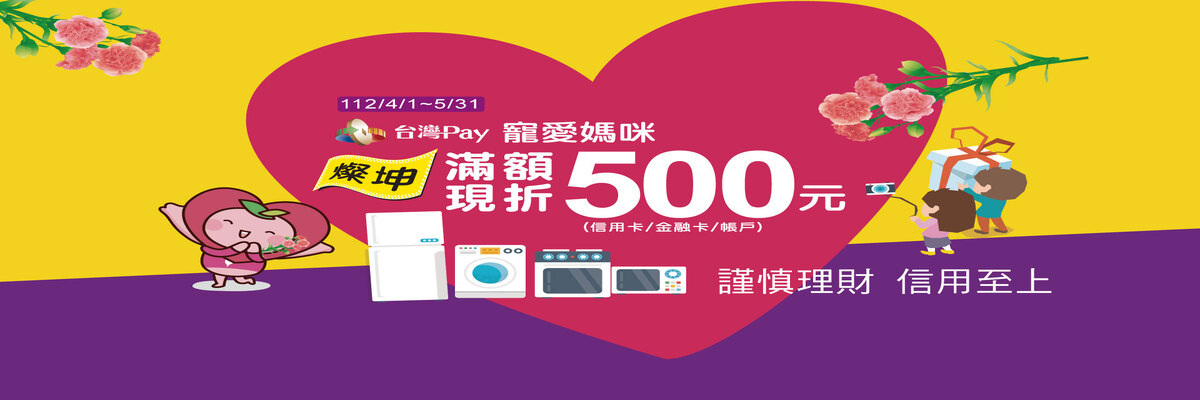 112/4/1~5/31
台灣Pay 寵愛媽咪
燦坤
滿額現折500元
(信用卡/金融卡/帳戶)
謹慎理財 信用至上